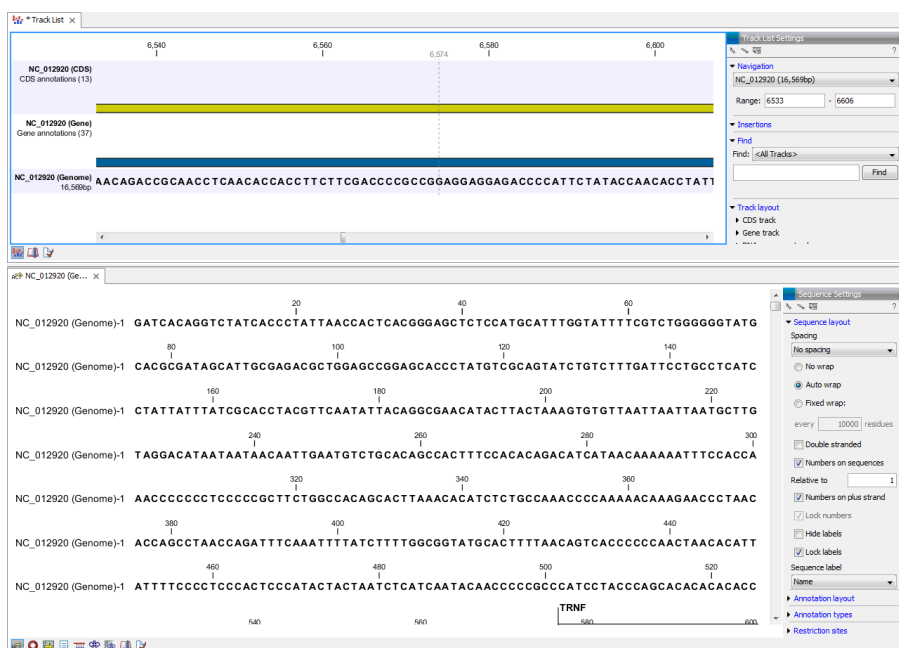 * Track List ×
6,540 6,560 6,580 6,600
6,574
NC_012920 (CDS)
CDS annotations (13)
NC_012920 (Gene)
Gene annotations (37)
NC_012920 (Genome)
16,569bp
AACAGACCGCAACCTCAACACCACCTTCTTCGACCCCGCCGGAGGAGGAGACCCCATTCTATACCAACACCTATT
Track List Settings
?
Navigation
NC_012920 (16,569bp)
Range: 6533 - 6606
Insertions
Find
Find: <All Tracks>
Find
Track layout
CDS track
Gene track
NC_012920 (Ge... ×
20 40 60
NC_012920 (Genome)-1 GATCACAGGTCTATCACCCTATTAACCACTCACGGGAGCTCTCCATGCATTTGGTATTTTCGTCTGGGGGGTATG
80 100 120 140
NC_012920 (Genome)-1 CACGCGATAGCATTGCGAGACGCTGGAGCCGGAGCACCCTATGTCGCAGTATCTGTCTTTGATTCCTGCCTCATC
160 180 200 220
NC_012920 (Genome)-1 CTATTATTTATCGCACCTACGTTCAATATTACAGGCGAACATACTTACTAAAGTGTGTTAATTAATTAATGCTTG
240 260 280 300
NC_012920 (Genome)-1 TAGGACATAATAATAACAATTGAATGTCTGCACAGCCACTTTCCACACAGACATCATAACAAAAAATTTCCACCA
320 340 360
NC_012920 (Genome)-1 AACCCCCCCTCCCCCGCTTCTGGCCACAGCACTTAAACACATCTCTGCCAAACCCCAAAAACAAAGAACCCTAAC
380 400 420 440
NC_012920 (Genome)-1 ACCAGCCTAACCAGATTTCAAATTTTATCTTTTGGCGGTATGCACTTTTAACAGTCACCCCCCAACTAACACATT
460 480 500 520
NC_012920 (Genome)-1 ATTTTCCCCTCCCACTCCCATACTACTAATCTCATCAATACAACCCCCGCCCATCCTACCCAGCACACACACACC
TRNF
540 560 580 600
Sequence Settings
?
Sequence layout
Spacing
No spacing
No wrap
Auto wrap
Fixed wrap:
every 10000 residues
Double stranded
Numbers on sequences
Relative to 1
Numbers on plus strand
Lock numbers
Hide labels
Lock labels
Sequence label
Name
Annotation layout
Annotation types
Restriction sites